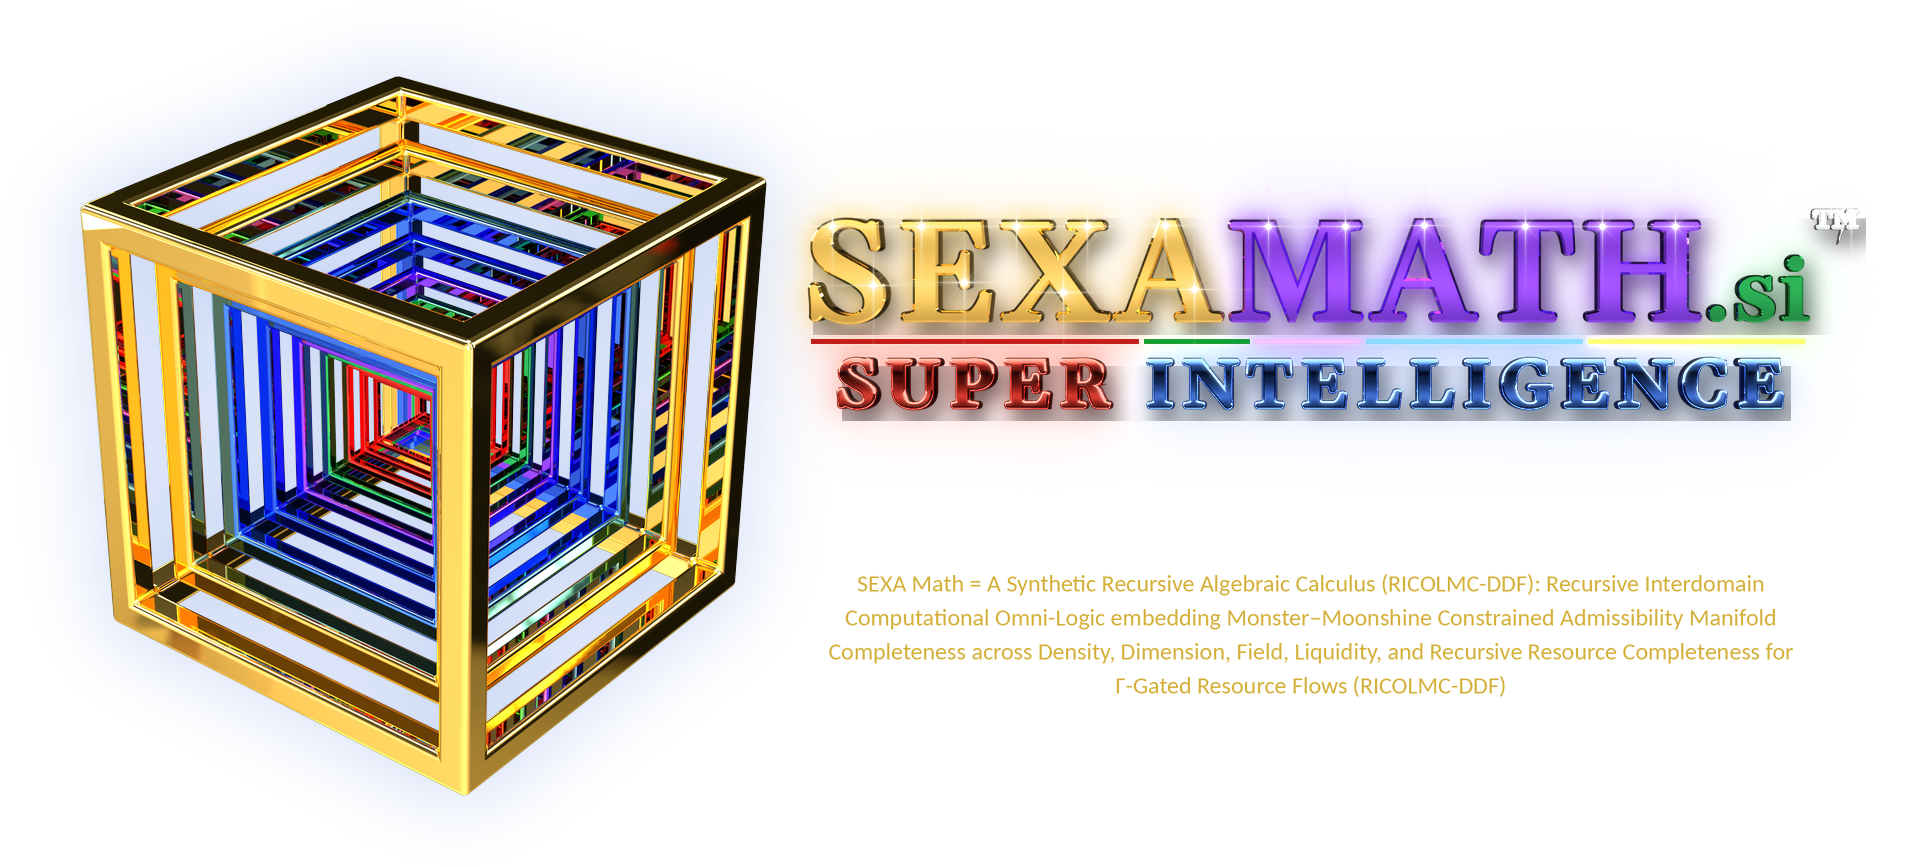 SEXAMATH.si™
SUPER INTELLIGENCE
SEXA Math = A Synthetic Recursive Algebraic Calculus (RICOLMC-DDF): Recursive Interdomain
Computational Omni-Logic embedding Monster–Moonshine Constrained Admissibility Manifold
Completeness across Density, Dimension, Field, Liquidity, and Recursive Resource Completeness for
Γ-Gated Resource Flows (RICOLMC-DDF)